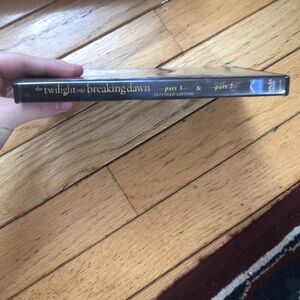 the twilight saga breaking dawn –part 1– & –part 2–
EXTENDED EDITION